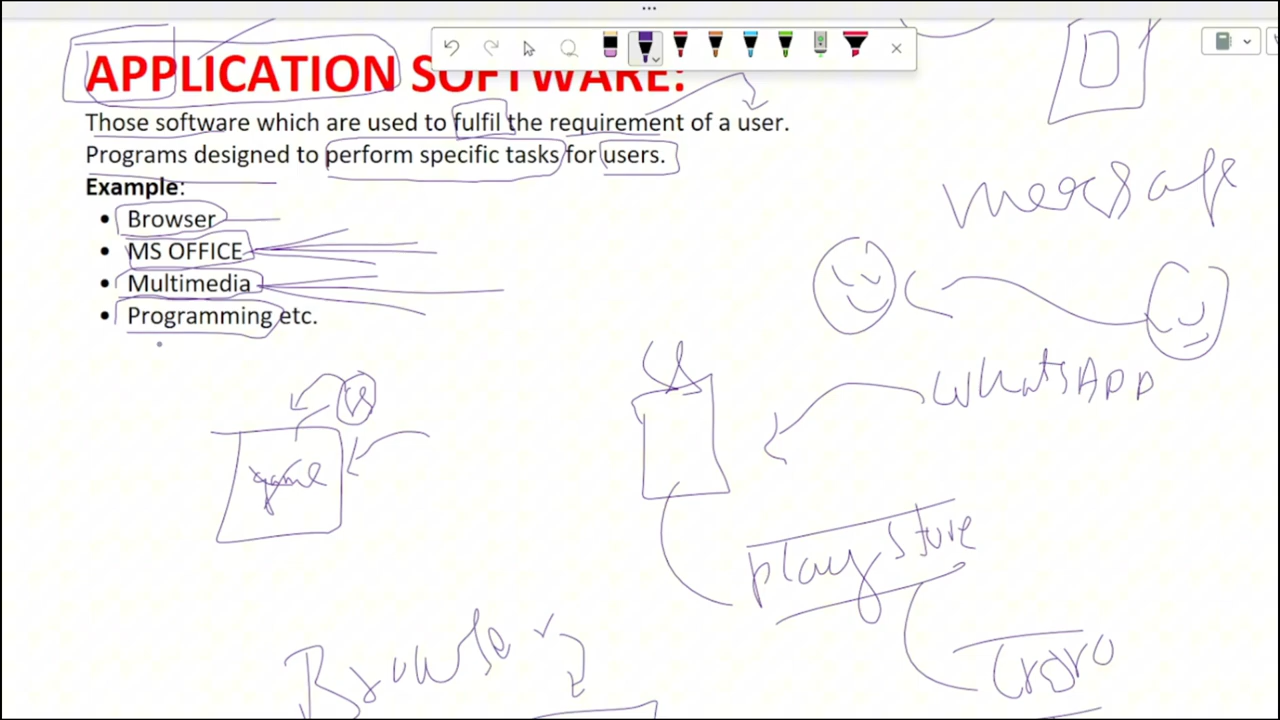 APPLICATION SOFTWARE:
Those software which are used to fulfil the requirement of a user.
Programs designed to perform specific tasks for users.
Example:
• Browser
• MS OFFICE
• Multimedia
• Programming etc.
WhatsApp
game
play store
Browse